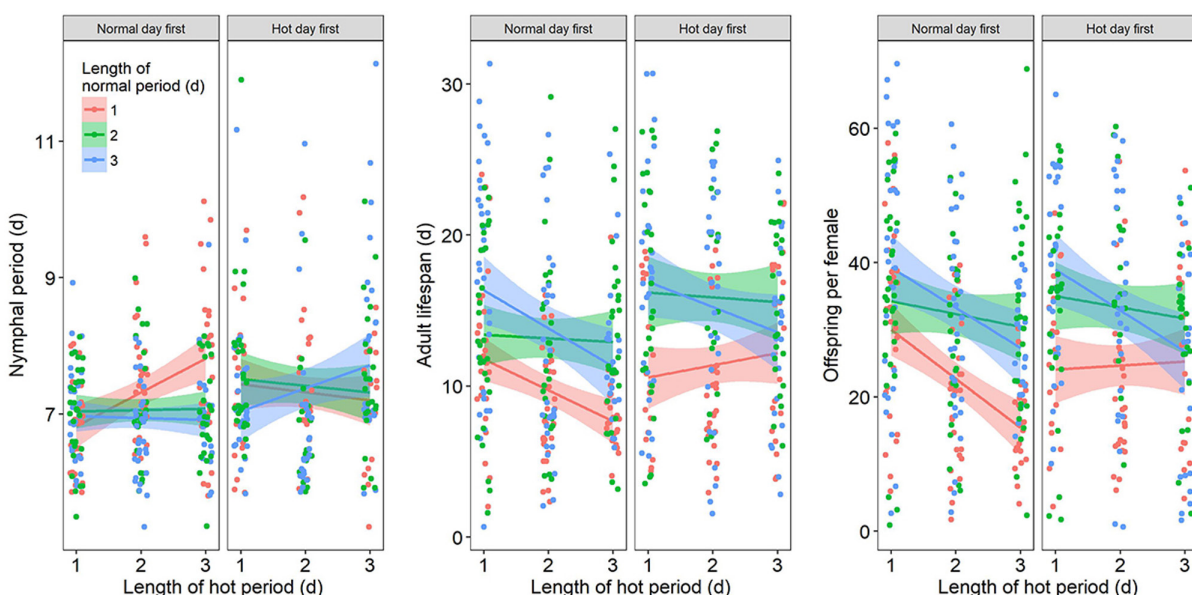 Normal day first
Hot day first
Length of
normal period (d)
1
2
3
Nymphal period (d)
11
9
7
1
2
3
1
2
3
Length of hot period (d)
Normal day first
Hot day first
Adult lifespan (d)
30
20
10
0
1
2
3
1
2
3
Length of hot period (d)
Normal day first
Hot day first
Offspring per female
60
40
20
0
1
2
3
1
2
3
Length of hot period (d)